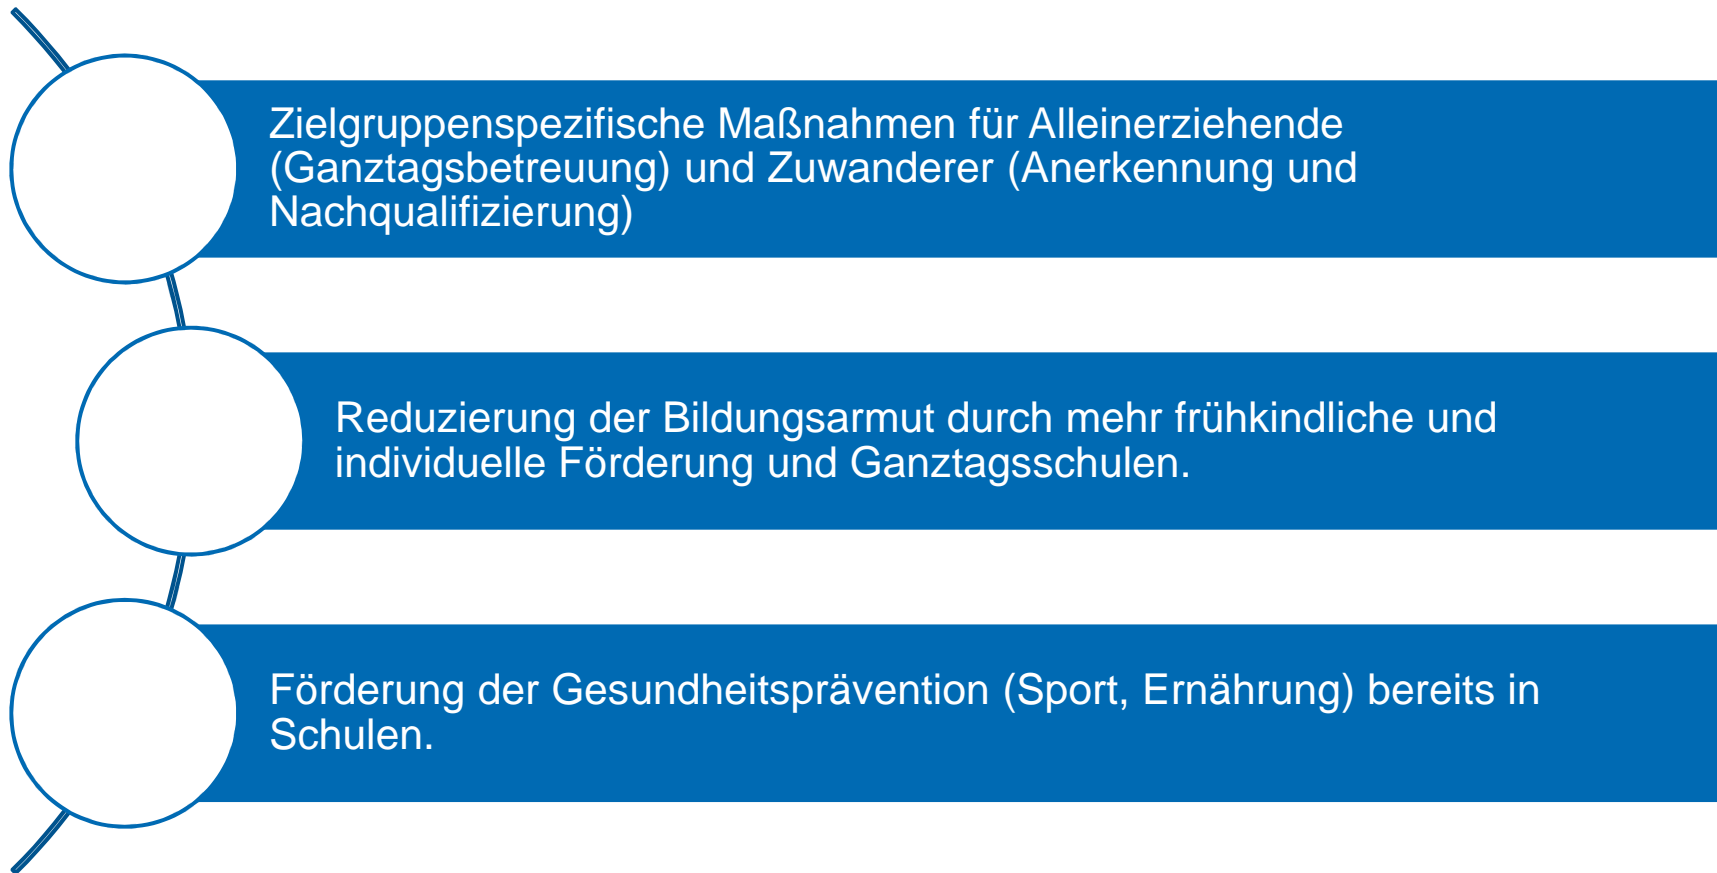 Zielgruppenspezifische Maßnahmen für Alleinerziehende
(Ganztagsbetreuung) und Zuwanderer (Anerkennung und
Nachqualifizierung)
Reduzierung der Bildungsarmut durch mehr frühkindliche und
individuelle Förderung und Ganztagsschulen.
Förderung der Gesundheitsprävention (Sport, Ernährung) bereits in
Schulen.